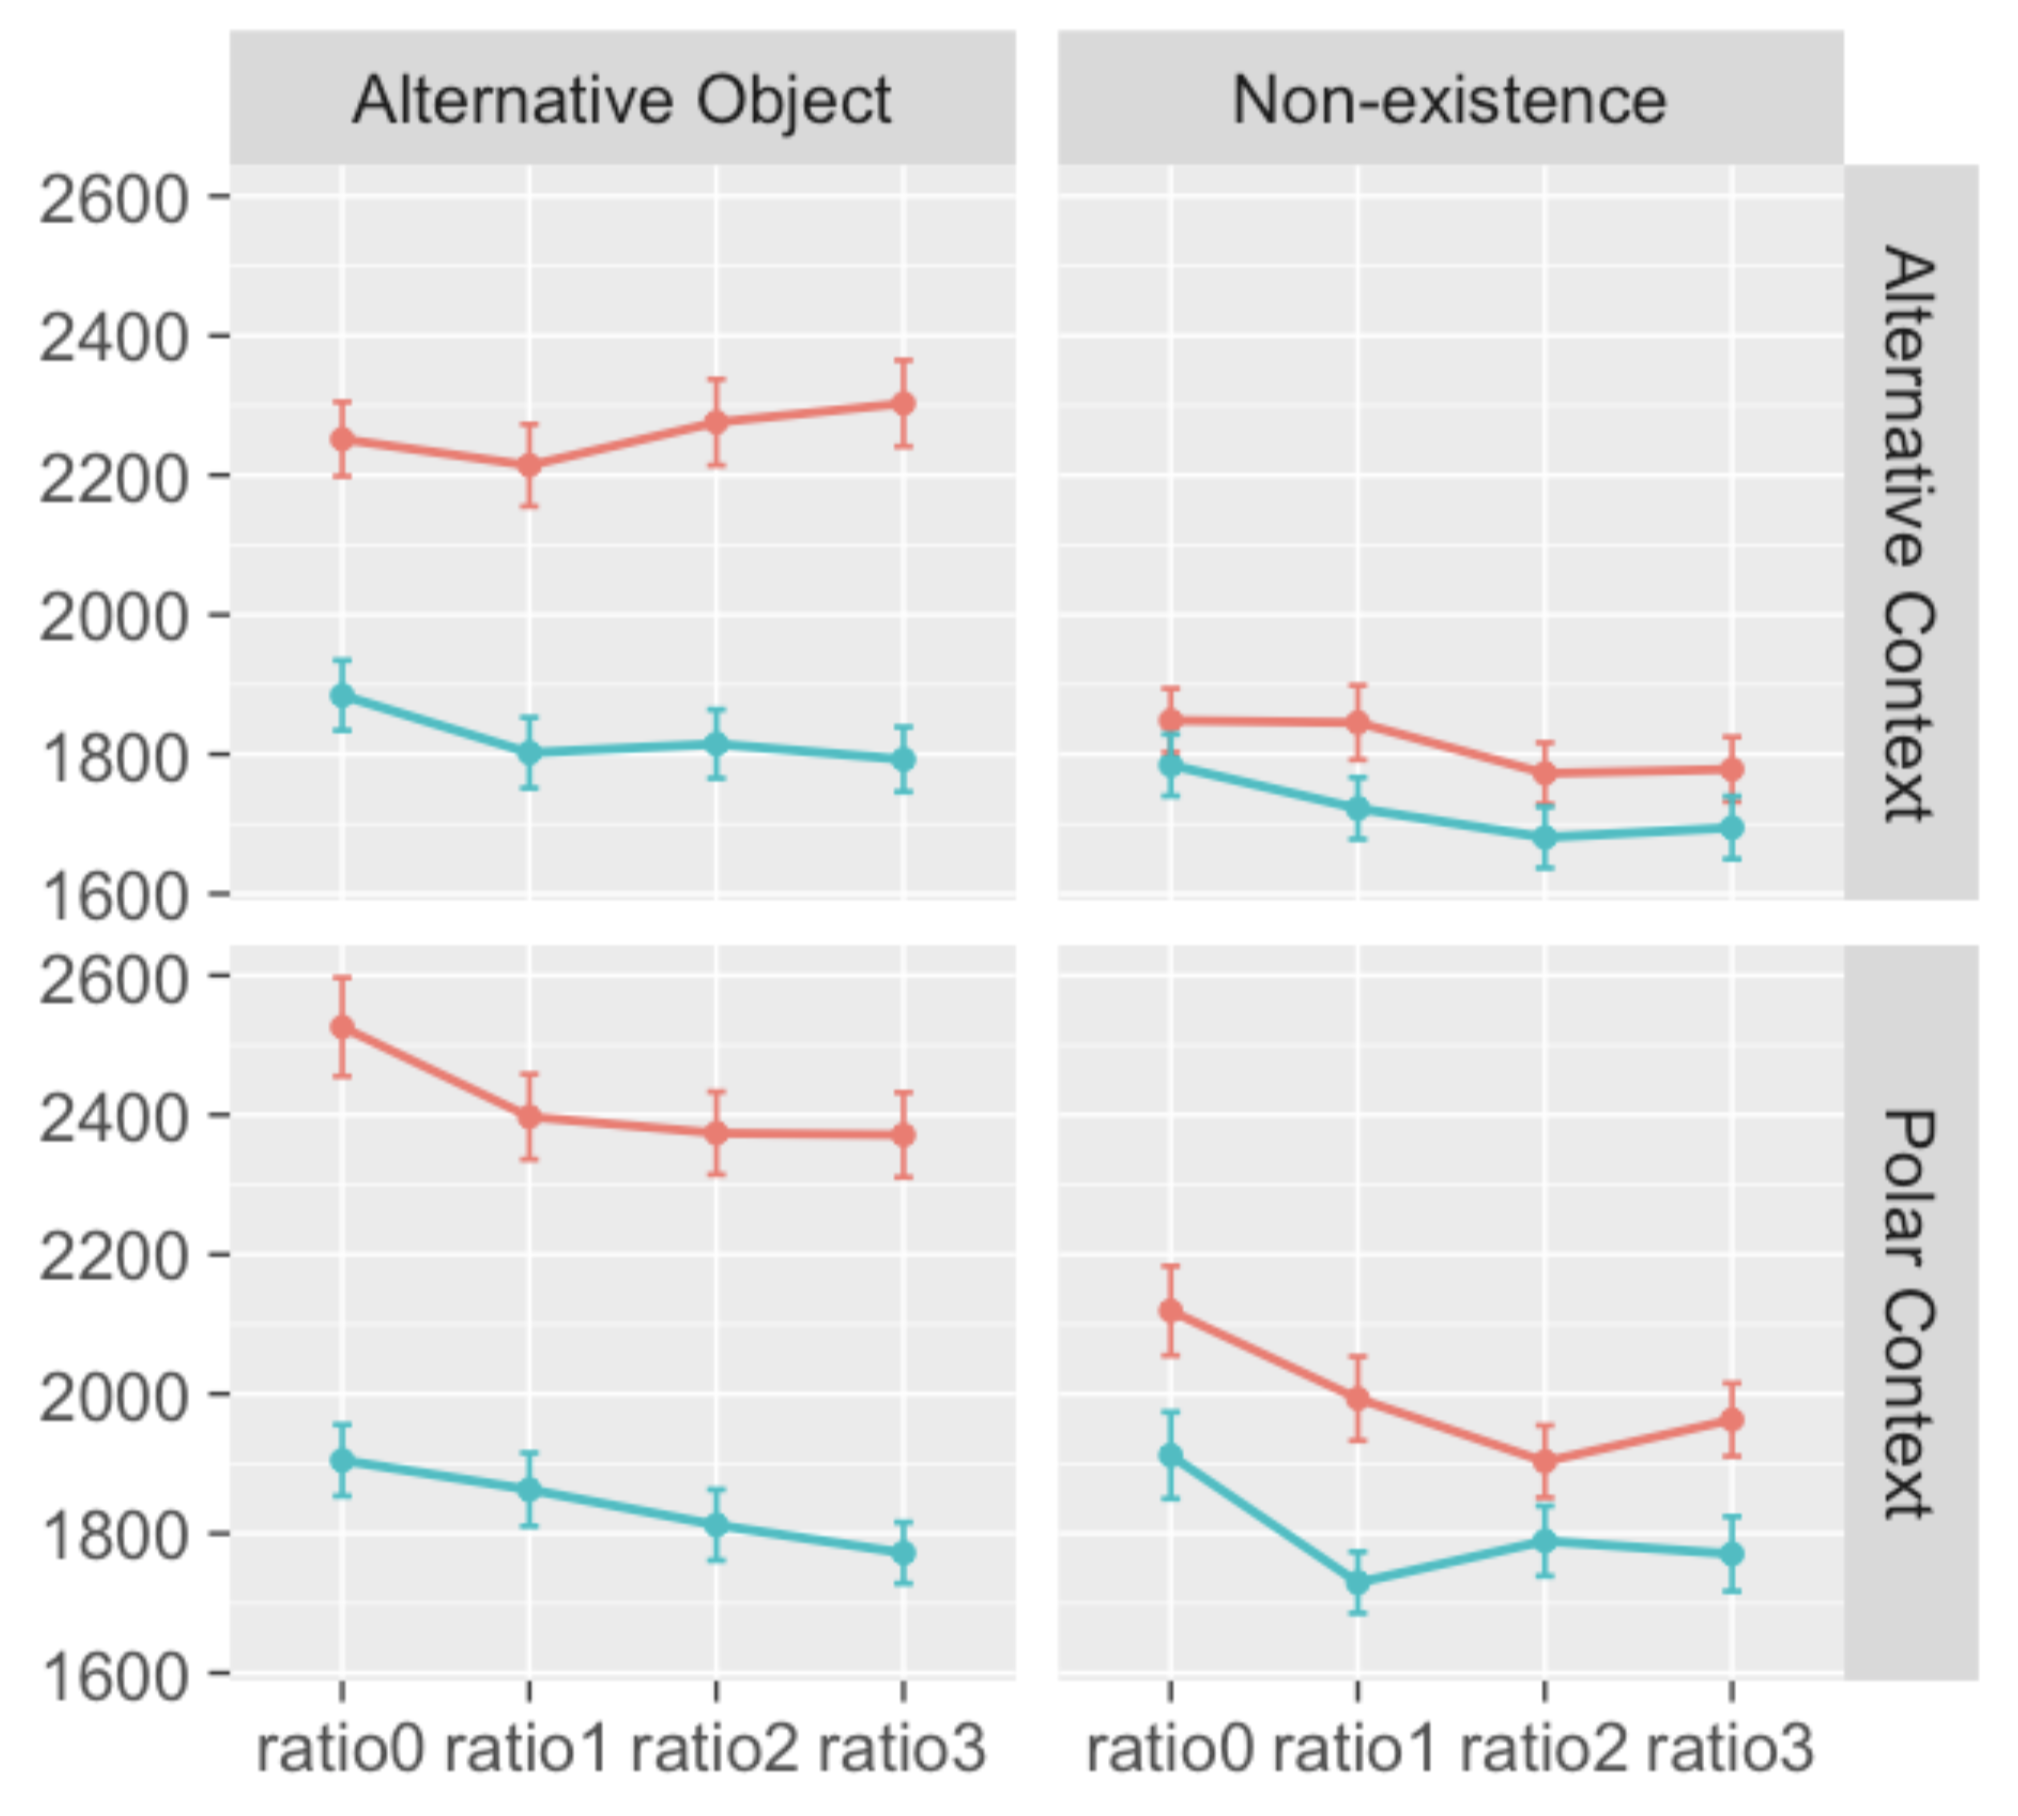 Alternative Object
Non-existence
2600
2400
2200
2000
1800
1600
Alternative Context
2600
2400
2200
2000
1800
1600
Polar Context
ratio0 ratio1 ratio2 ratio3
ratio0 ratio1 ratio2 ratio3